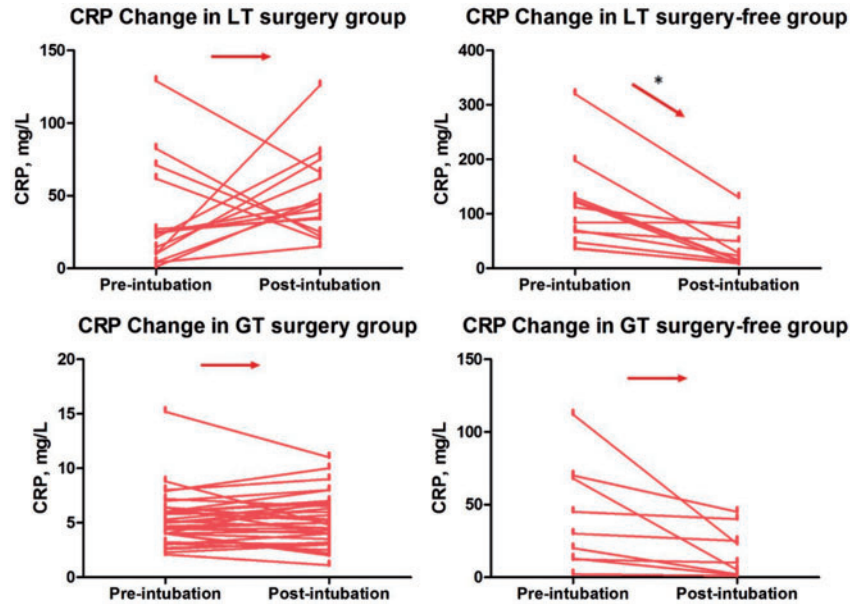 CRP Change in LT surgery group
150
100
50
0
CRP, mg/L
Pre-intubation Post-intubation
CRP Change in LT surgery-free group
400
300
200
100
0
CRP, mg/L
*
Pre-intubation Post-intubation
CRP Change in GT surgery group
20
15
10
5
0
CRP, mg/L
Pre-intubation Post-intubation
CRP Change in GT surgery-free group
150
100
50
0
CRP, mg/L
Pre-intubation Post-intubation